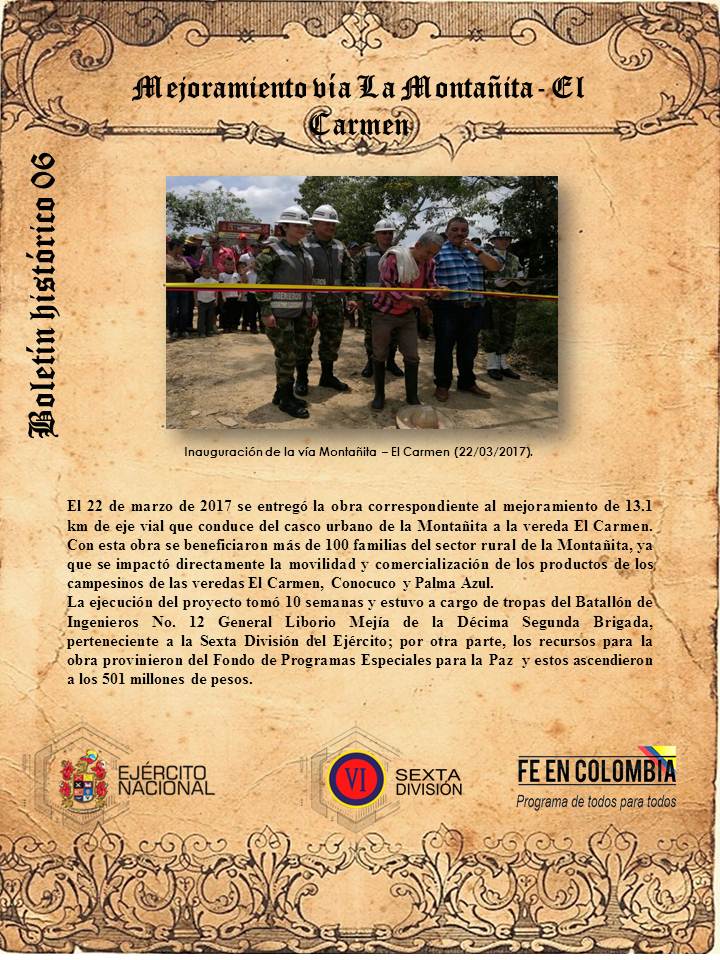 Mejoramiento vía La Montañita - El
Carmen
Boletín histórico 06
INGENIEROS
Inauguración de la vía Montañita – El Carmen (22/03/2017).
El 22 de marzo de 2017 se entregó la obra correspondiente al mejoramiento de 13.1
km de eje vial que conduce del casco urbano de la Montañita a la vereda El Carmen.
Con esta obra se beneficiaron más de 100 familias del sector rural de la Montañita, ya
que se impactó directamente la movilidad y comercialización de los productos de los
campesinos de las veredas El Carmen, Conocuco y Palma Azul.
La ejecución del proyecto tomó 10 semanas y estuvo a cargo de tropas del Batallón de
Ingenieros No. 12 General Liborio Mejía de la Décima Segunda Brigada,
perteneciente a la Sexta División del Ejército; por otra parte, los recursos para la
obra provinieron del Fondo de Programas Especiales para la Paz y estos ascendieron
a los 501 millones de pesos.
EJÉRCITO
NACIONAL
VI
SEXTA
DIVISIÓN
FE EN COLOMBIA
Programa de todos para todos